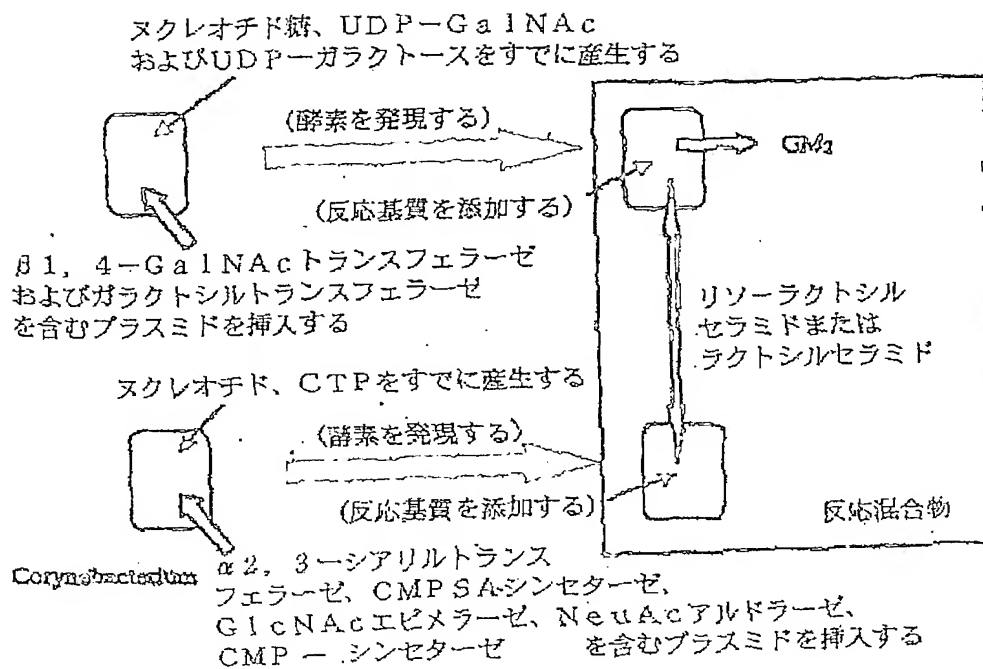 ヌクレオチド糖、UDP-GalNAc
およびUDP-ガラクトースをすでに産生する
(酵素を発現する)
GM₂
(反応基質を添加する)
β1, 4-GalNAcトランスフェラーゼ
およびガラクトシルトランスフェラーゼ
を含むプラスミドを挿入する
リソーラクトシル
セラミドまたは
ラクトシルセラミド
ヌクレオチド、CTPをすでに産生する
(酵素を発現する)
(反応基質を添加する)
反応混合物
Corynebacterium
α2, 3-シアリルトランス
フェラーゼ、CMPSAシンセターゼ、
GlcNAcエピメラーゼ、NeuAcアルドラーゼ、
CMP-シンセターゼ を含むプラスミドを挿入する